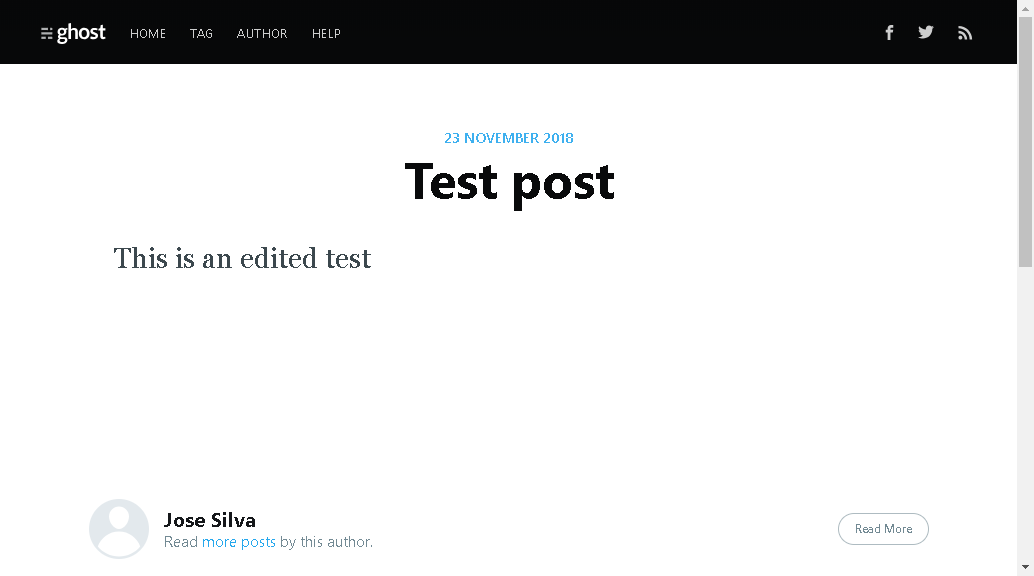 ghost HOME TAG AUTHOR HELP
23 NOVEMBER 2018
Test post
This is an edited test
Jose Silva
Read more posts by this author.
Read More